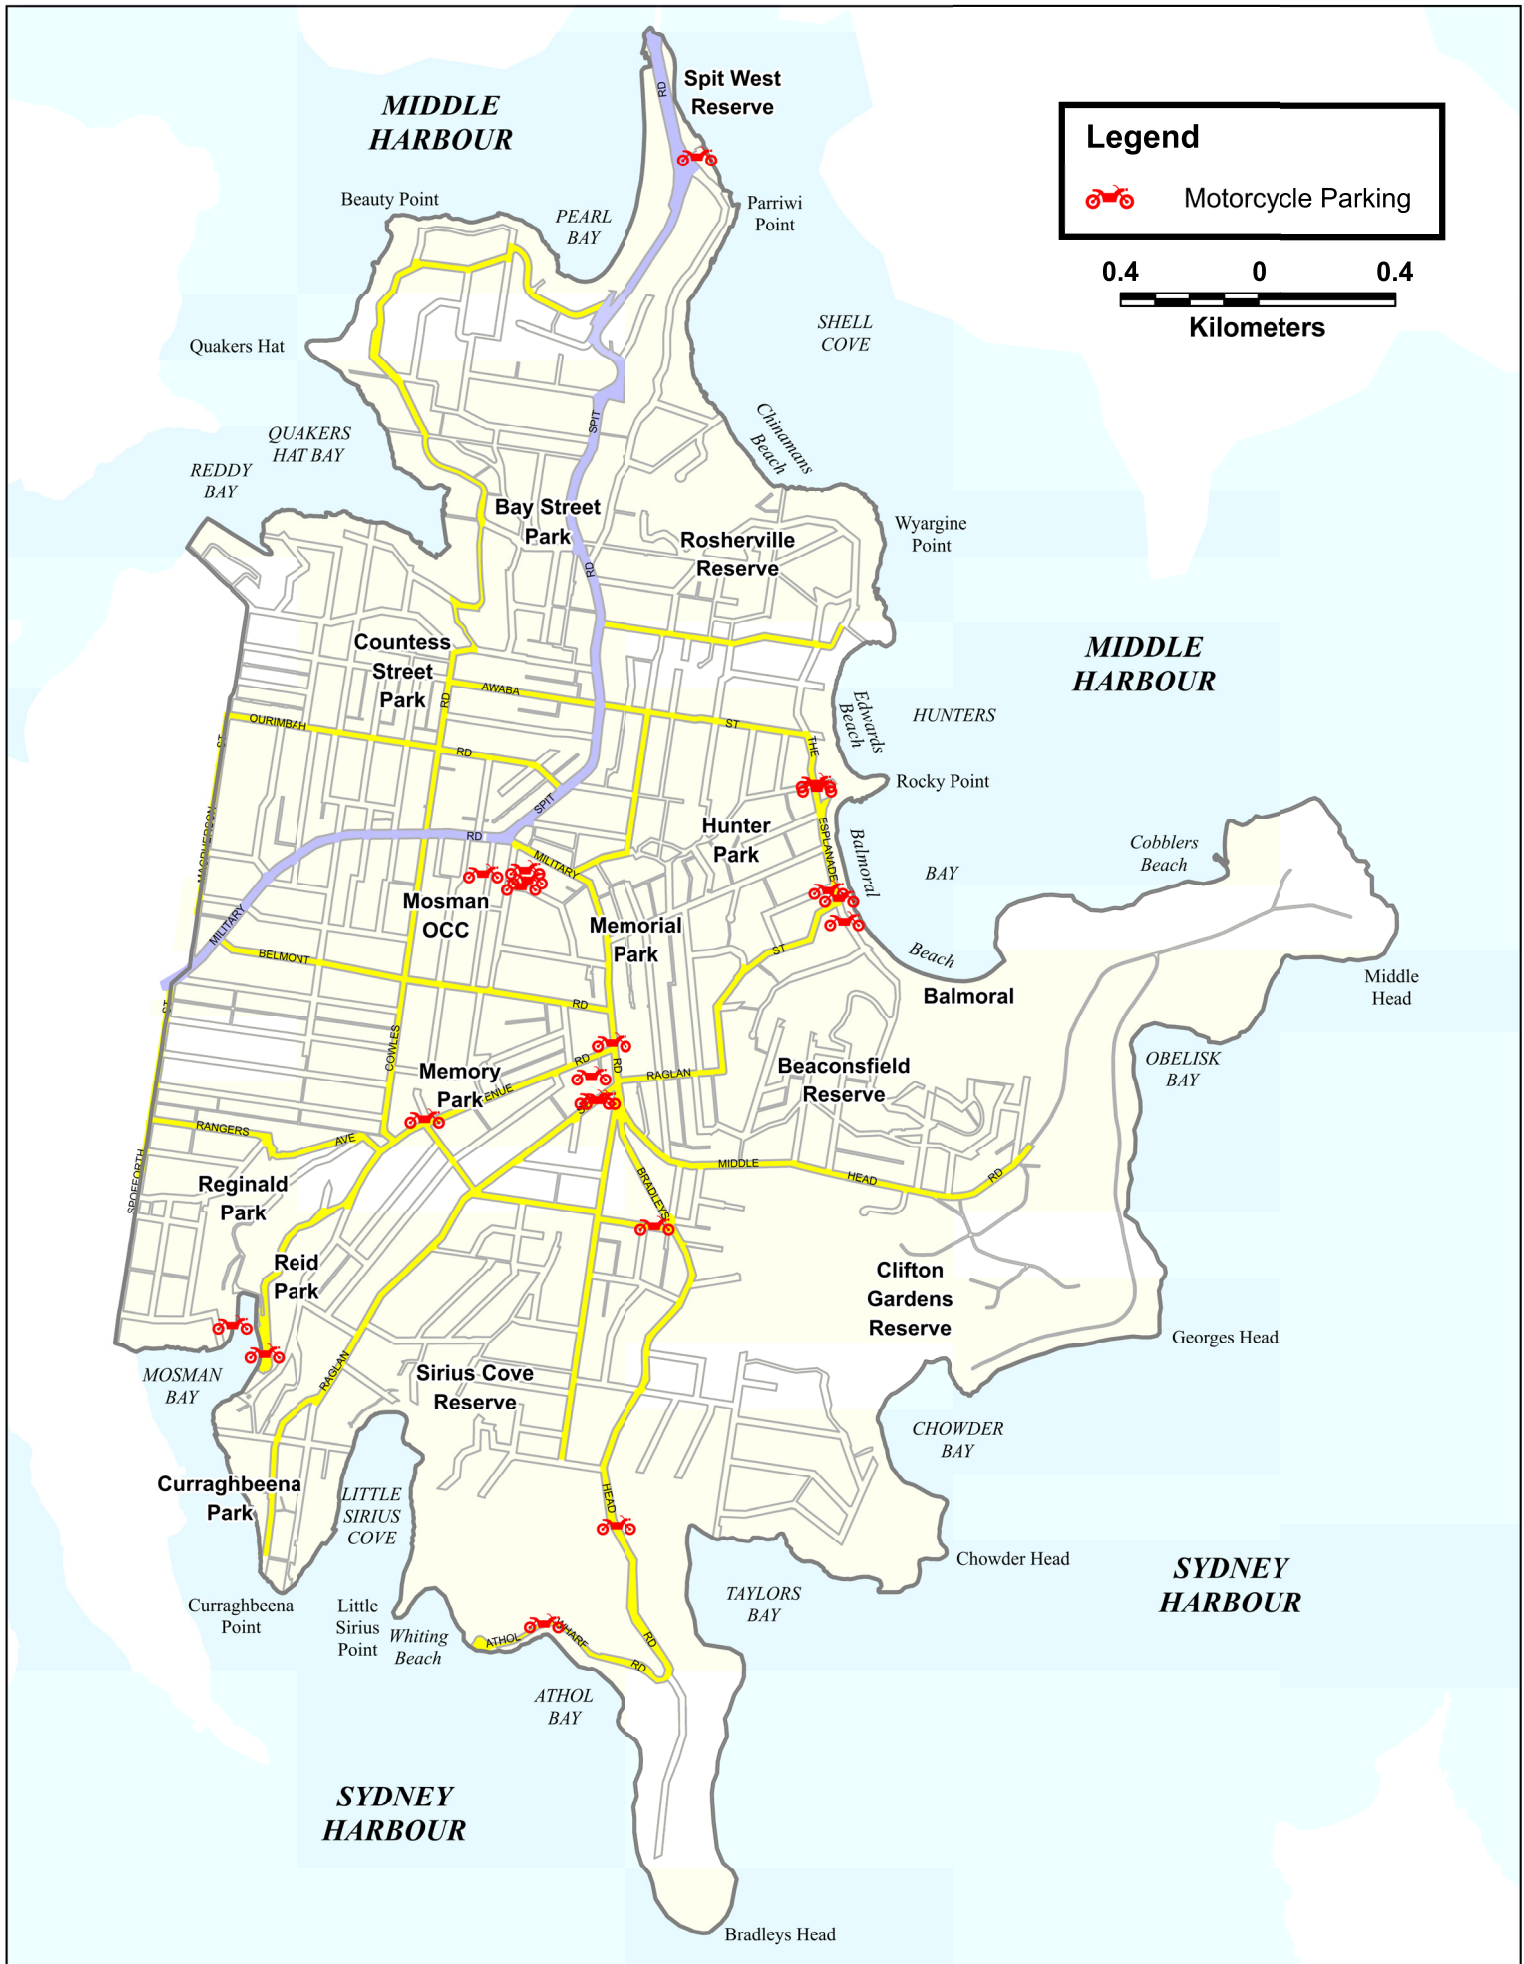 Spit West
Reserve
MIDDLE
HARBOUR
RD
Legend
Motorcycle Parking
Beauty Point
PEARL
BAY
Parriwi
Point
0.4 0 0.4
Kilometers
SHELL
COVE
Quakers Hat
Chinamans
Beach
SPIT
QUAKERS
HAT BAY
REDDY
BAY
Bay Street
Park
Wyargine
Point
Rosherville
Reserve
RD
Countess
Street
Park
MIDDLE
HARBOUR
AWABA
RD
Edwards
Beach
HUNTERS
OURIMBAH
ST
ST
THE
RD
Rocky Point
SPIT
RD
Hunter
Park
ESPLANADE
Balmoral
MACPHERSON
MILITARY
Cobblers
Beach
BAY
Mosman
OCC
MILITARY
Memorial
Park
ST
Beach
BELMONT
Middle
Head
Balmoral
RD
ST
COWLES
Memory
Park
RD
RD
RAGLAN
Beaconsfield
Reserve
OBELISK
BAY
ENUE
RANGERS
AVE
SPOFFORTH
MIDDLE
HEAD
RD
BRADLEYS
Reginald
Park
Reid
Park
Clifton
Gardens
Reserve
Georges Head
MOSMAN
BAY
RAGLAN
Sirius Cove
Reserve
CHOWDER
BAY
Curraghbeena
Park
LITTLE
SIRIUS
COVE
HEAD
Chowder Head
SYDNEY
HARBOUR
TAYLORS
BAY
Curraghbeena
Point
Little
Sirius
Point
Whiting
Beach
ATHOL
WHARF
RD
RD
ATHOL
BAY
SYDNEY
HARBOUR
Bradleys Head